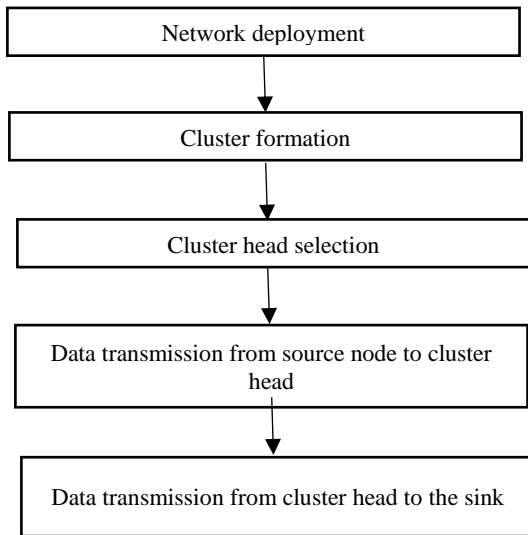 Network deployment
Cluster formation
Cluster head selection
Data transmission from source node to cluster
head
Data transmission from cluster head to the sink